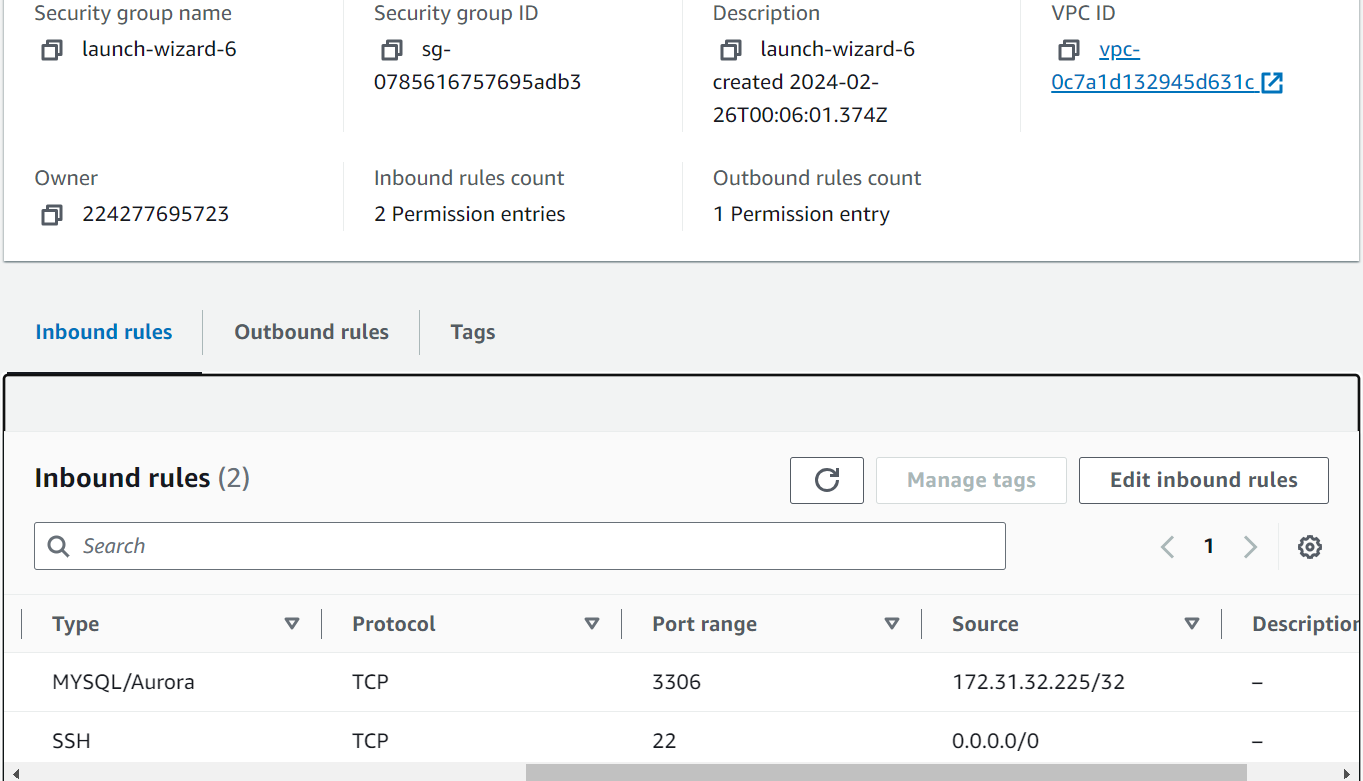 Security group name
launch-wizard-6
Security group ID
sg-
0785616757695adb3
Description
launch-wizard-6
created 2024-02-
26T00:06:01.374Z
VPC ID
vpc-
0c7a1d132945d631c
Owner
224277695723
Inbound rules count
2 Permission entries
Outbound rules count
1 Permission entry
Inbound rules
Outbound rules
Tags
Inbound rules (2)
Manage tags
Edit inbound rules
Search
1
Type
Protocol
Port range
Source
Description
MYSQL/Aurora
TCP
3306
172.31.32.225/32
–
SSH
TCP
22
0.0.0.0/0
–